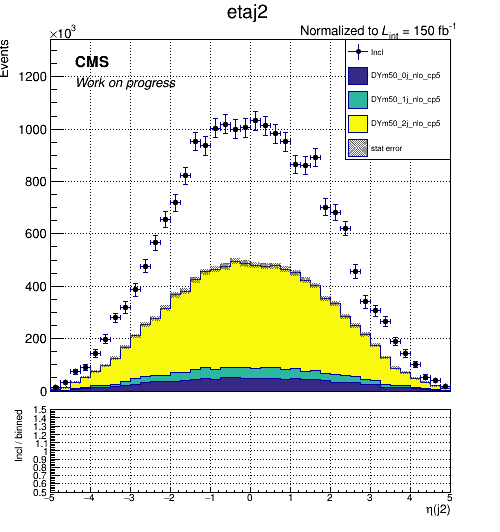 etaj2
×10³
Normalized to L_int = 150 fb⁻¹
Events
CMS
Work on progress
Incl
DYm50_0j_nlo_cp5
DYm50_1j_nlo_cp5
DYm50_2j_nlo_cp5
stat error
1200
1000
800
600
400
200
0
Incl / binned
1.5
1.4
1.3
1.2
1.1
1
0.9
0.8
0.7
0.6
0.5
−5 −4 −3 −2 −1 0 1 2 3 4 5
η(j2)